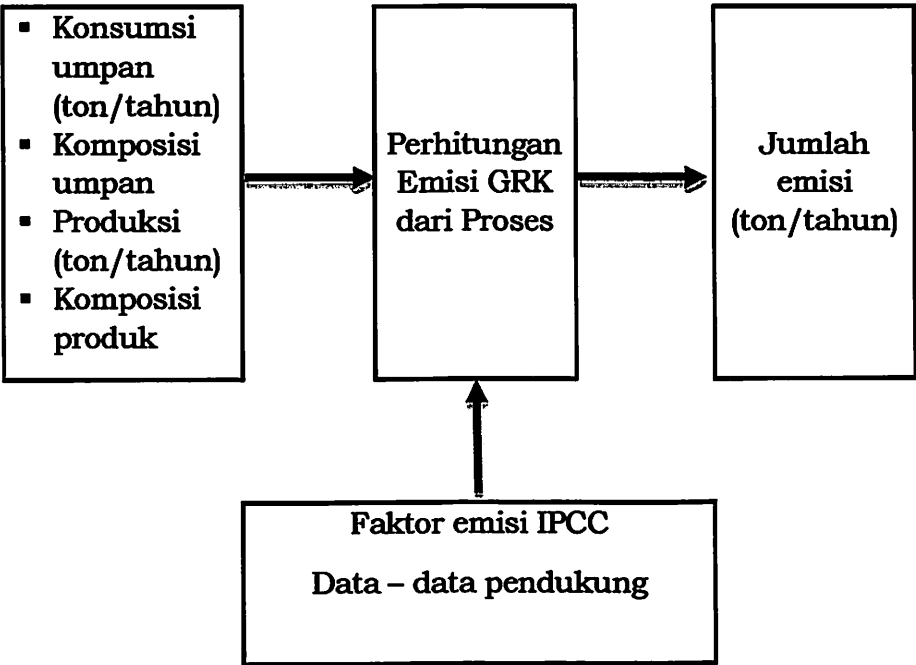 ▪ Konsumsi
umpan
(ton/tahun)
▪ Komposisi
umpan
▪ Produksi
(ton/tahun)
▪ Komposisi
produk
Perhitungan
Emisi GRK
dari Proses
Jumlah
emisi
(ton/tahun)
Faktor emisi IPCC
Data – data pendukung